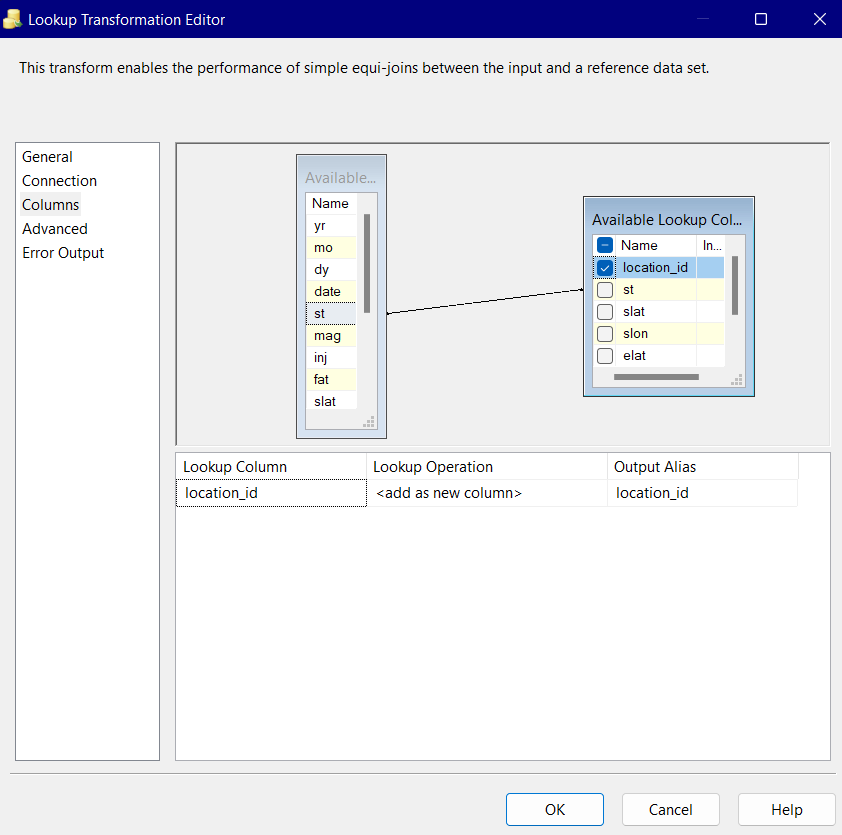 Lookup Transformation Editor
This transform enables the performance of simple equi-joins between the input and a reference data set.
General
Connection
Columns
Advanced
Error Output
Available...
Name
yr
mo
dy
date
st
mag
inj
fat
slat
Available Lookup Col...
Name In...
location_id
st
slat
slon
elat
Lookup Column Lookup Operation Output Alias
location_id <add as new column> location_id
OK Cancel Help